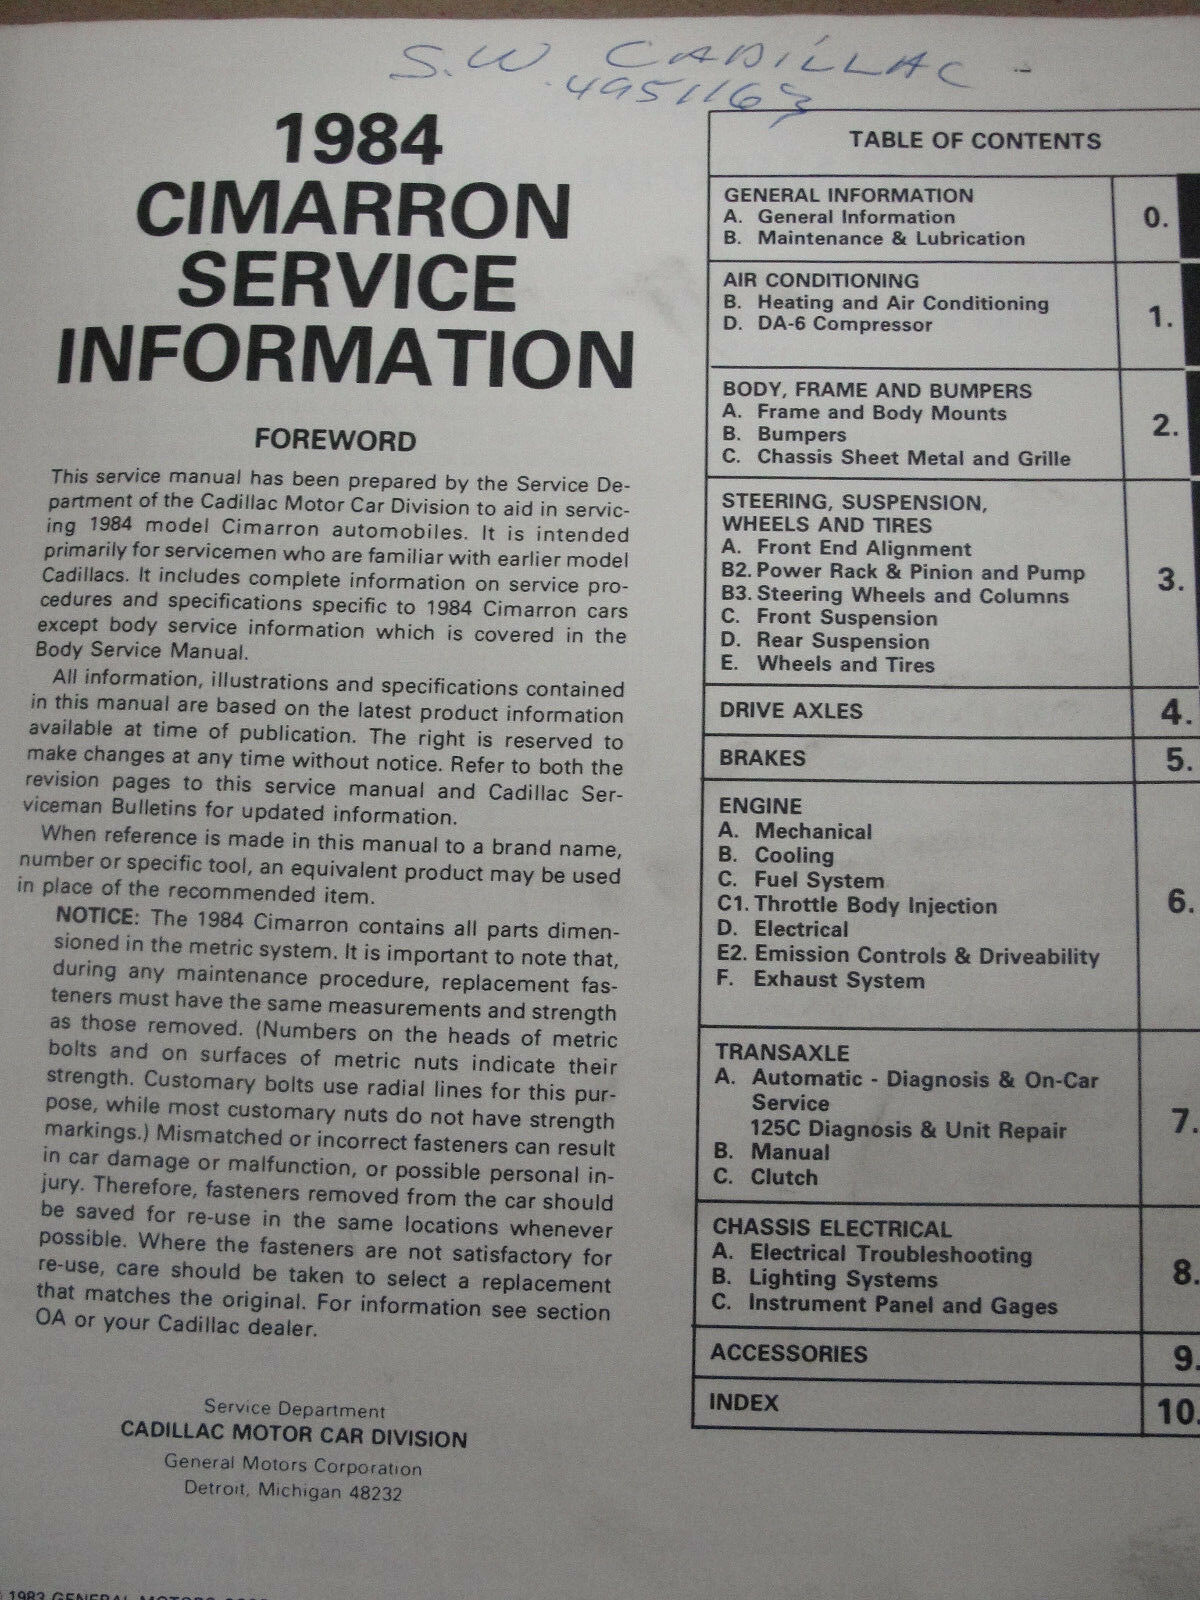 S.W. CADILLAC -
4951163
1984
CIMARRON
SERVICE
INFORMATION
FOREWORD
This service manual has been prepared by the Service De-
partment of the Cadillac Motor Car Division to aid in servic-
ing 1984 model Cimarron automobiles. It is intended
primarily for servicemen who are familiar with earlier model
Cadillacs. It includes complete information on service pro-
cedures and specifications specific to 1984 Cimarron cars
except body service information which is covered in the
Body Service Manual.
All information, illustrations and specifications contained
in this manual are based on the latest product information
available at time of publication. The right is reserved to
make changes at any time without notice. Refer to both the
revision pages to this service manual and Cadillac Ser-
viceman Bulletins for updated information.
When reference is made in this manual to a brand name,
number or specific tool, an equivalent product may be used
in place of the recommended item.
NOTICE: The 1984 Cimarron contains all parts dimen-
sioned in the metric system. It is important to note that,
during any maintenance procedure, replacement fas-
teners must have the same measurements and strength
as those removed. (Numbers on the heads of metric
bolts and on surfaces of metric nuts indicate their
strength. Customary bolts use radial lines for this pur-
pose, while most customary nuts do not have strength
markings.) Mismatched or incorrect fasteners can result
in car damage or malfunction, or possible personal in-
jury. Therefore, fasteners removed from the car should
be saved for re-use in the same locations whenever
possible. Where the fasteners are not satisfactory for
re-use, care should be taken to select a replacement
that matches the original. For information see section
OA or your Cadillac dealer.
Service Department
CADILLAC MOTOR CAR DIVISION
General Motors Corporation
Detroit, Michigan 48232
1983 GENERAL MOTORS
TABLE OF CONTENTS
GENERAL INFORMATION 0.
A. General Information
B. Maintenance & Lubrication
AIR CONDITIONING 1.
B. Heating and Air Conditioning
D. DA-6 Compressor
BODY, FRAME AND BUMPERS 2.
A. Frame and Body Mounts
B. Bumpers
C. Chassis Sheet Metal and Grille
STEERING, SUSPENSION,
WHEELS AND TIRES 3.
A. Front End Alignment
B2. Power Rack & Pinion and Pump
B3. Steering Wheels and Columns
C. Front Suspension
D. Rear Suspension
E. Wheels and Tires
DRIVE AXLES 4.
BRAKES 5.
ENGINE 6.
A. Mechanical
B. Cooling
C. Fuel System
C1. Throttle Body Injection
D. Electrical
E2. Emission Controls & Driveability
F. Exhaust System
TRANSAXLE 7.
A. Automatic - Diagnosis & On-Car
Service
125C Diagnosis & Unit Repair
B. Manual
C. Clutch
CHASSIS ELECTRICAL 8.
A. Electrical Troubleshooting
B. Lighting Systems
C. Instrument Panel and Gages
ACCESSORIES 9.
INDEX 10.